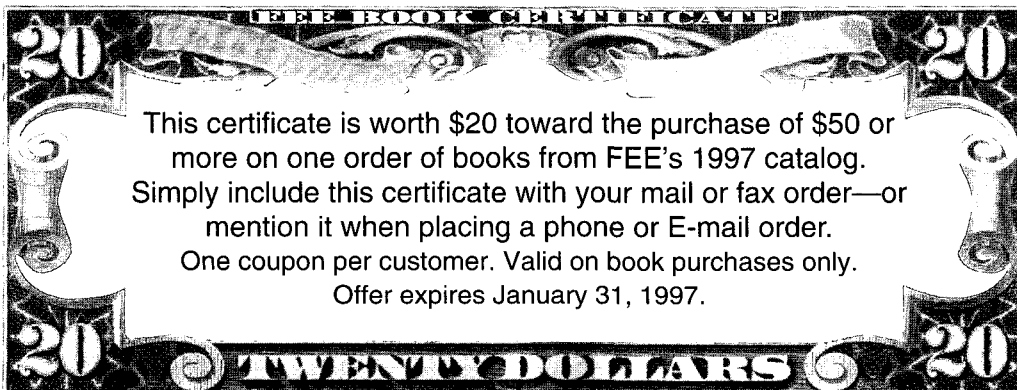 FEE BOOK CERTIFICATE
20 20
This certificate is worth $20 toward the purchase of $50 or
more on one order of books from FEE's 1997 catalog.
Simply include this certificate with your mail or fax order—or
mention it when placing a phone or E-mail order.
One coupon per customer. Valid on book purchases only.
Offer expires January 31, 1997.
20 TWENTY DOLLARS 20